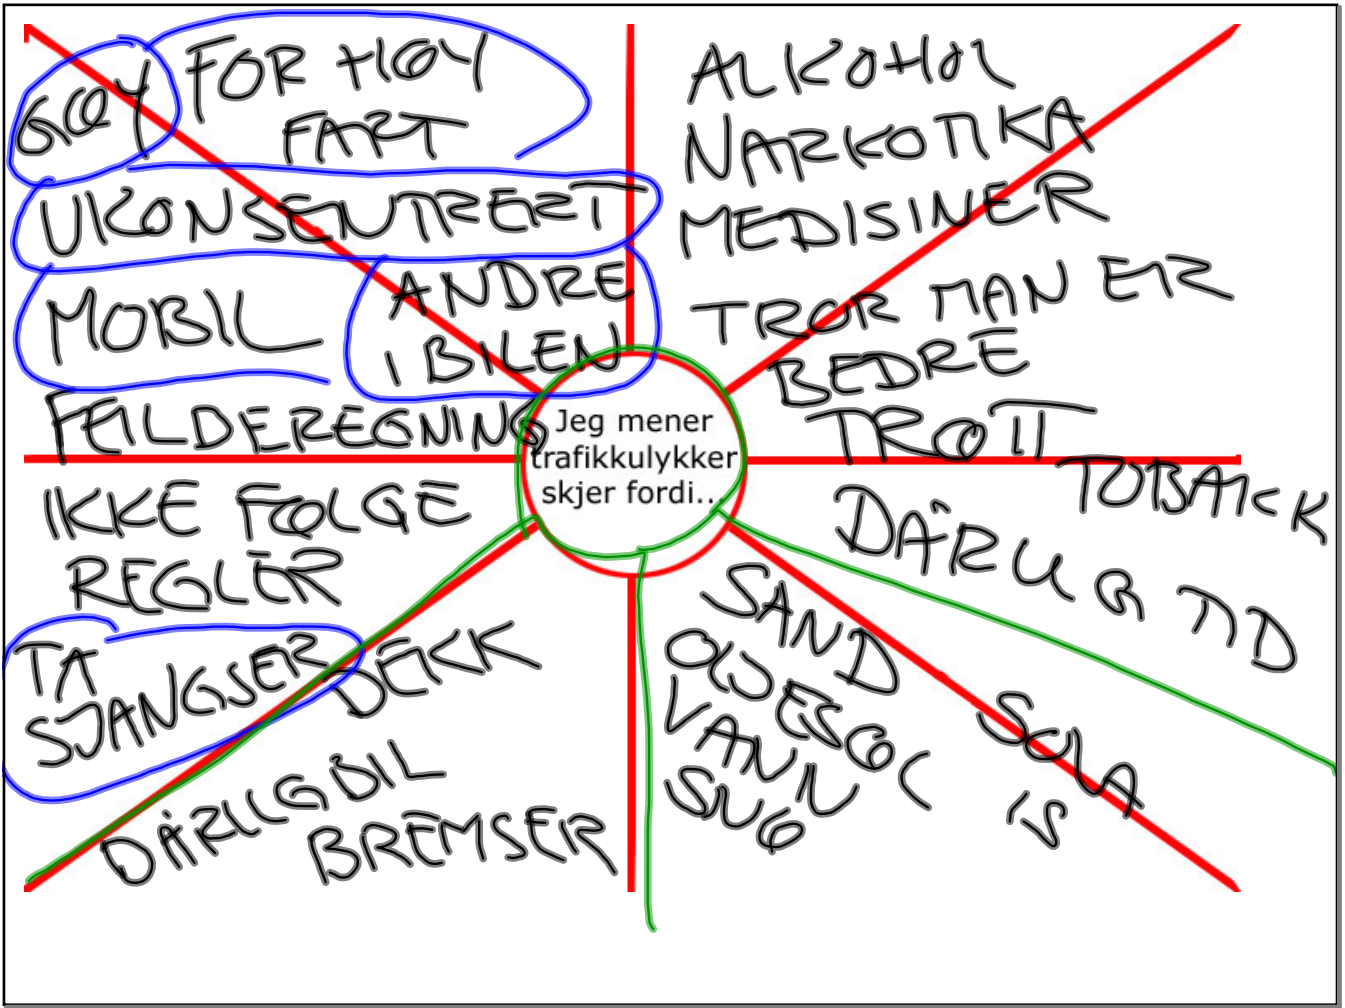 GØY FOR HØY
FART
UKONSENTRERT
MOBIL
ANDRE
I BILEN
FEILBEREGNING
IKKE FØLGE
REGLER
TA
SJANGSER
DEKK
DÅRLIG BIL
BREMSER
Jeg mener
trafikkulykker
skjer fordi...
ALKOHOL
NARKOTIKA
MEDISINER
TROR MAN ER
BEDRE
TRØTT
TOBAKK
DÅRLIG TID
SAND
OLJESØL
VANN
SNØ
SOLA
IS